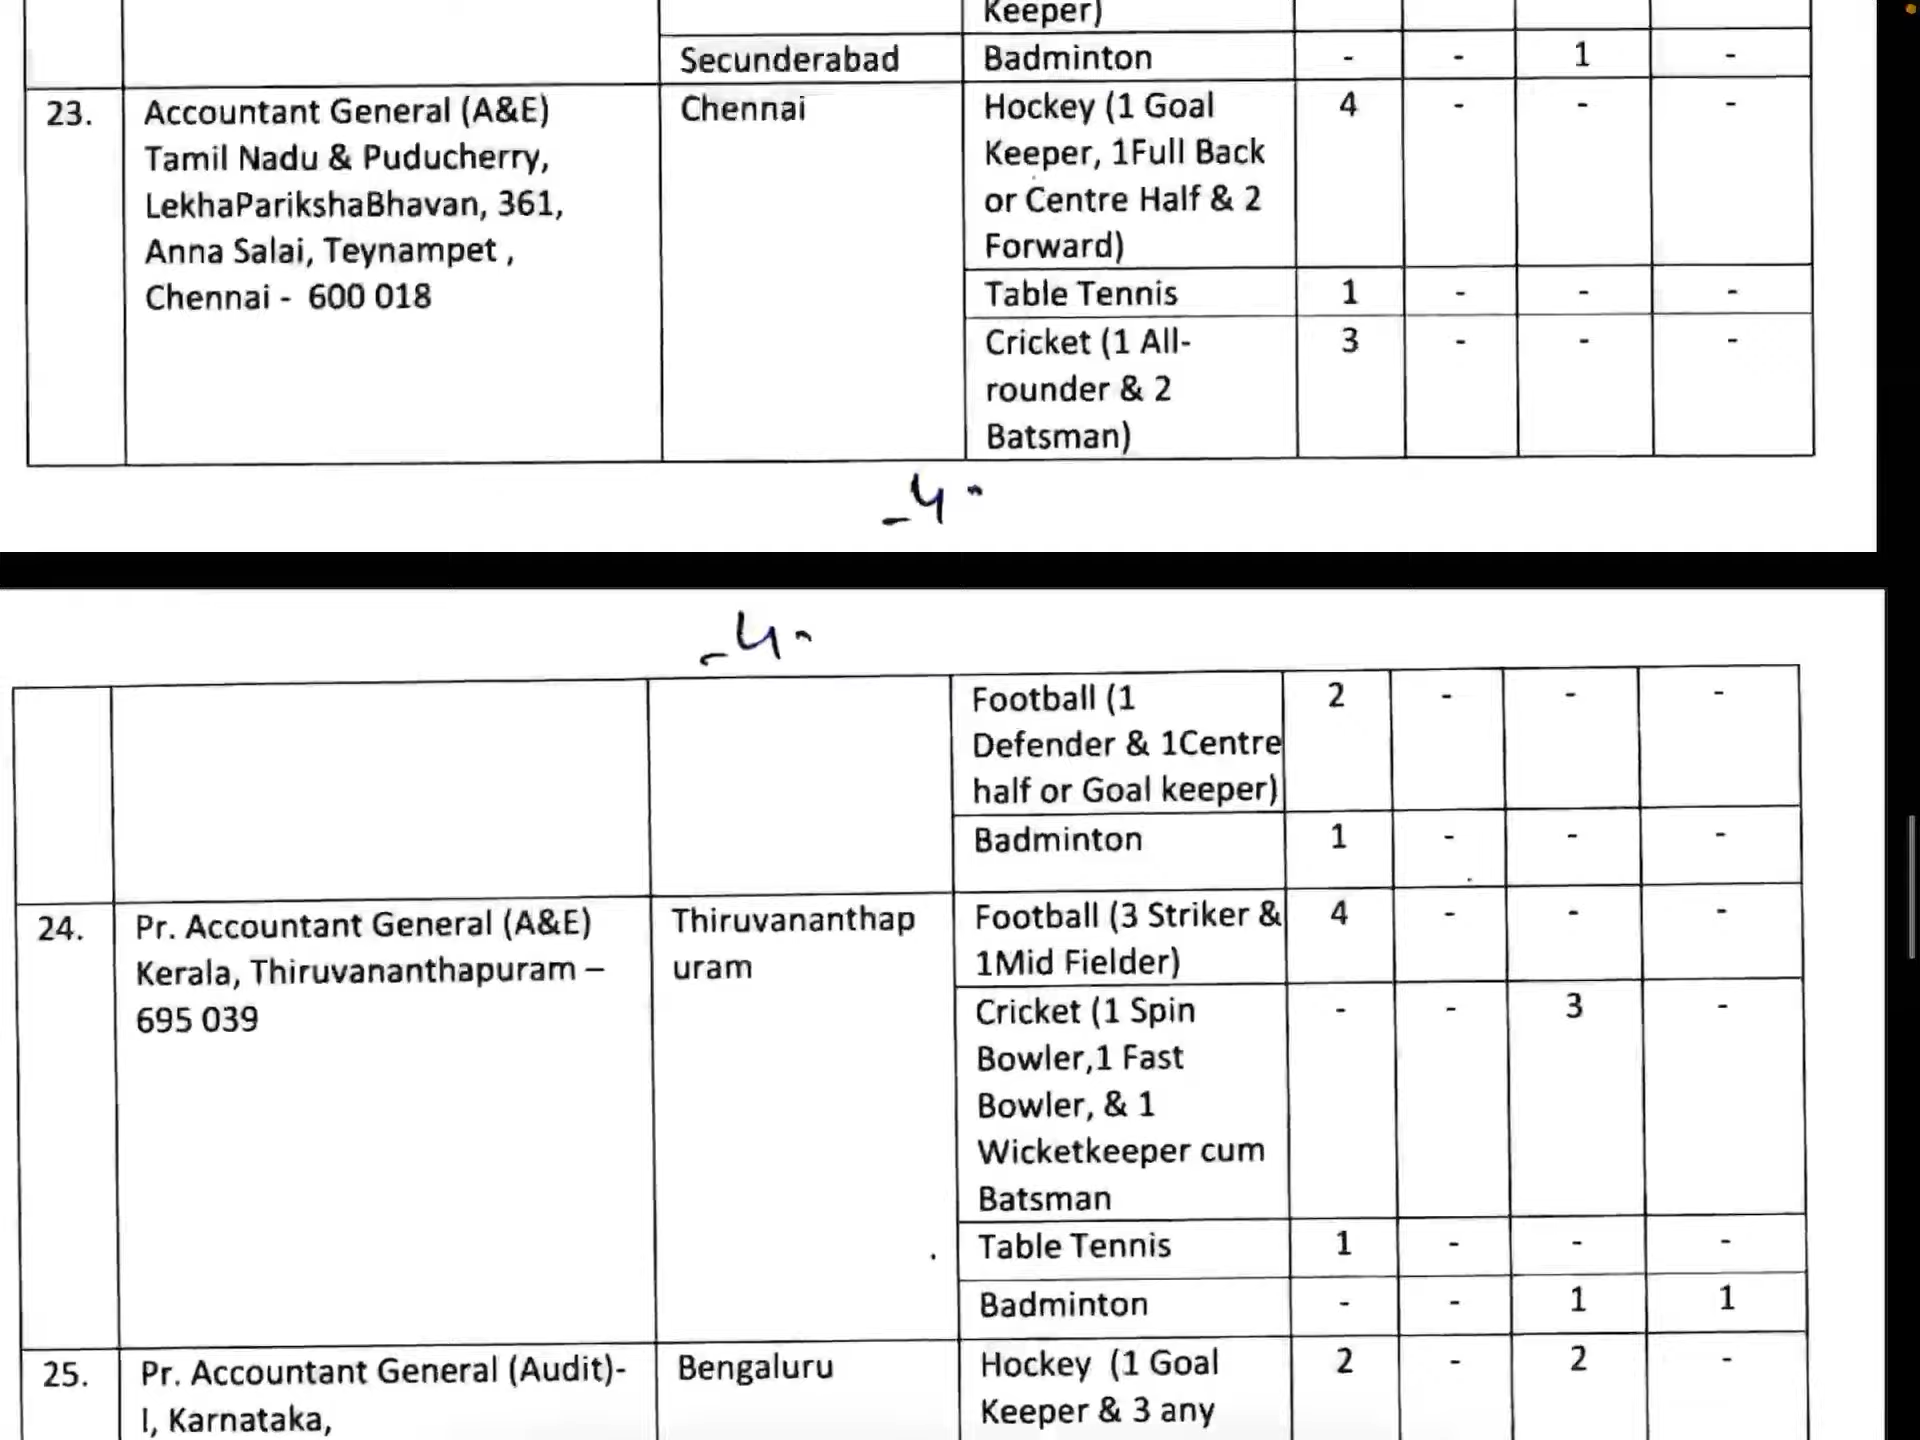 Keeper)
Secunderabad Badminton - - 1 -
23. Accountant General (A&E) Chennai Hockey (1 Goal 4 - - -
Tamil Nadu & Puducherry, Keeper, 1Full Back
LekhaParikshaBhavan, 361, or Centre Half & 2
Anna Salai, Teynampet , Forward)
Chennai - 600 018 Table Tennis 1 - - -
Cricket (1 All- 3 - - -
rounder & 2
Batsman)
-4-
-4-
Football (1 2 - - -
Defender & 1Centre
half or Goal keeper)
Badminton 1 - - -
24. Pr. Accountant General (A&E) Thiruvananthap Football (3 Striker & 4 - - -
Kerala, Thiruvananthapuram – uram 1Mid Fielder)
695 039 Cricket (1 Spin - - 3 -
Bowler,1 Fast
Bowler, & 1
Wicketkeeper cum
Batsman
Table Tennis 1 - - -
Badminton - - 1 1
25. Pr. Accountant General (Audit)- Bengaluru Hockey (1 Goal 2 - 2 -
I, Karnataka, Keeper & 3 any